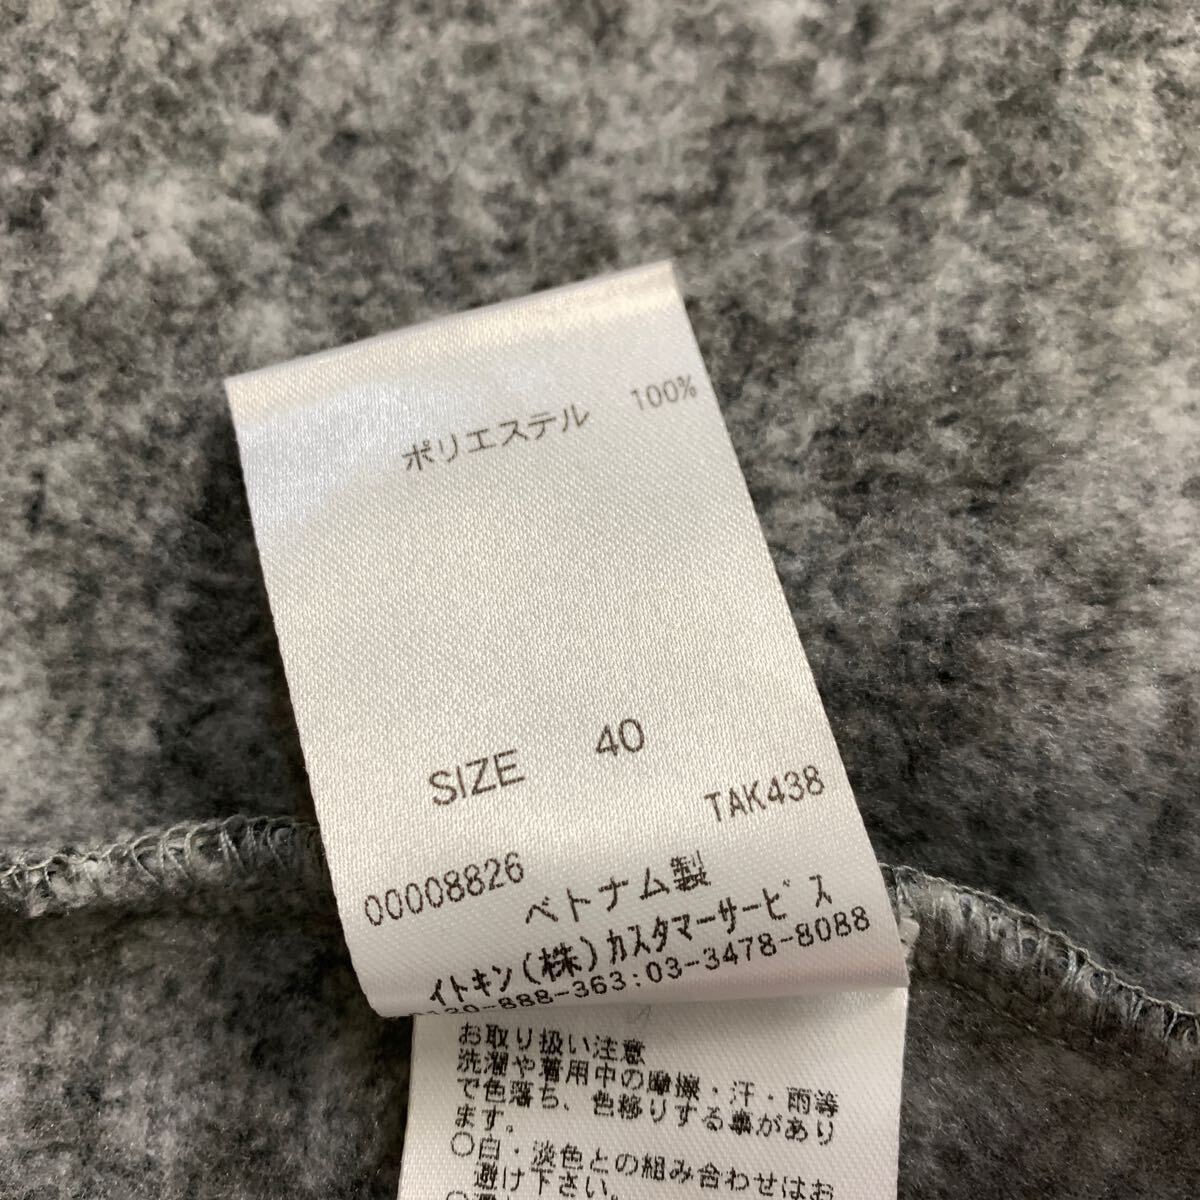 ポリエステル 100%
SIZE 40
TAK438
00008826
ベトナム製
イトキン(株)カスタマーサービス
120-888-363:03-3478-8088
お取り扱い注意
洗濯や着用中の摩擦・汗・雨等
で色落ち、色移りする事があり
ます。
○白・淡色との組み合わせはお
避け下さい。